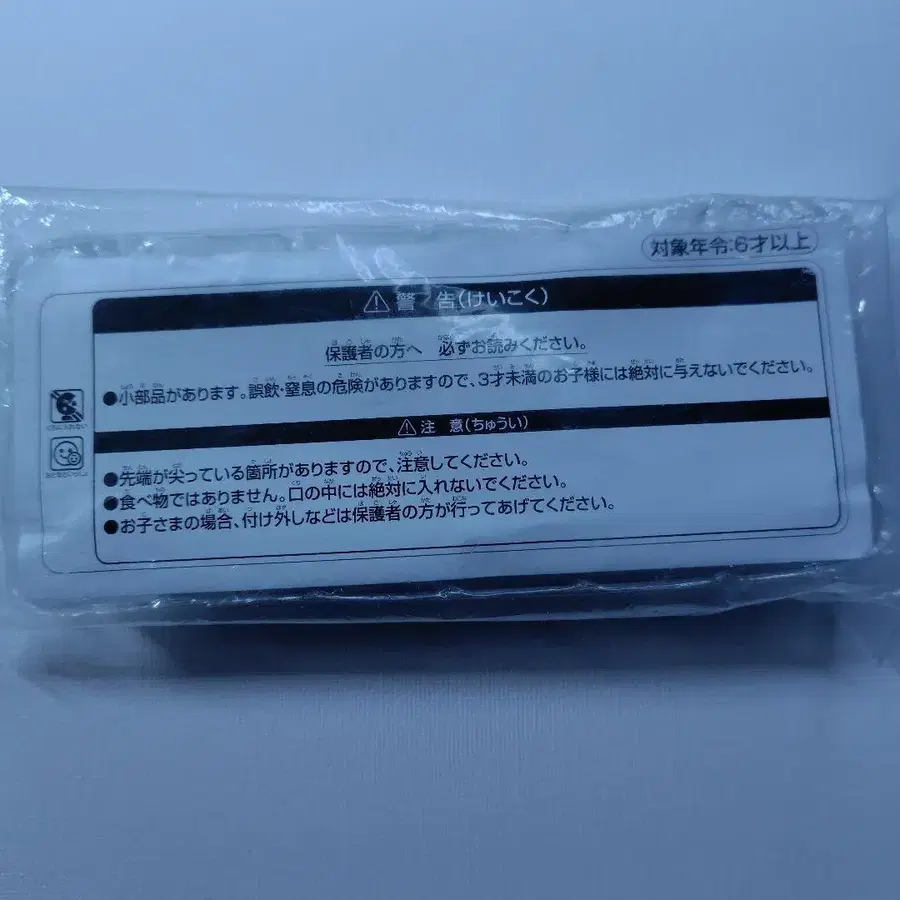 対象年令:6才以上
警告(けいこく)
保護者の方へ 必ずお読みください。
●小部品があります。誤飲・窒息の危険がありますので、3才未満のお子様には絶対に与えないでください。
注意(ちゅうい)
●先端が尖っている箇所がありますので、注意してください。
●食べ物ではありません。口の中には絶対に入れないでください。
●お子さまの場合、付け外しなどは保護者の方が行ってあげてください。